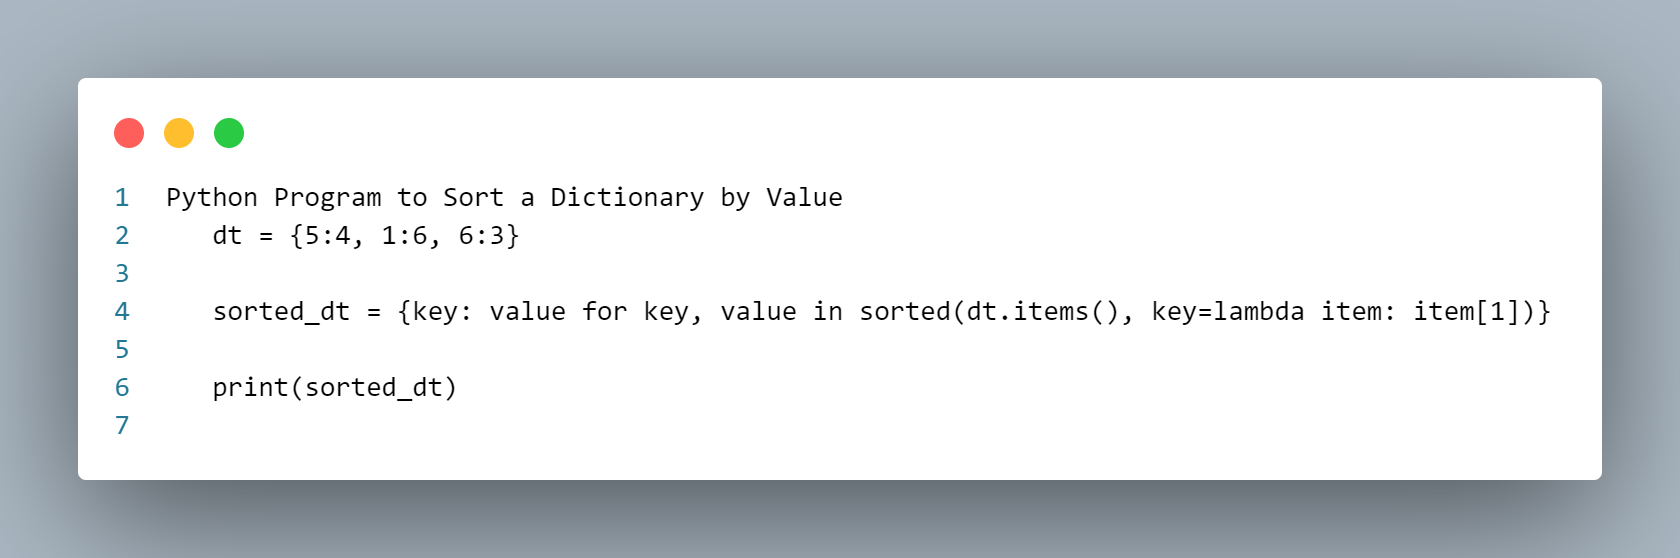 1 Python Program to Sort a Dictionary by Value
2 dt = {5:4, 1:6, 6:3}
3
4 sorted_dt = {key: value for key, value in sorted(dt.items(), key=lambda item: item[1])}
5
6 print(sorted_dt)
7